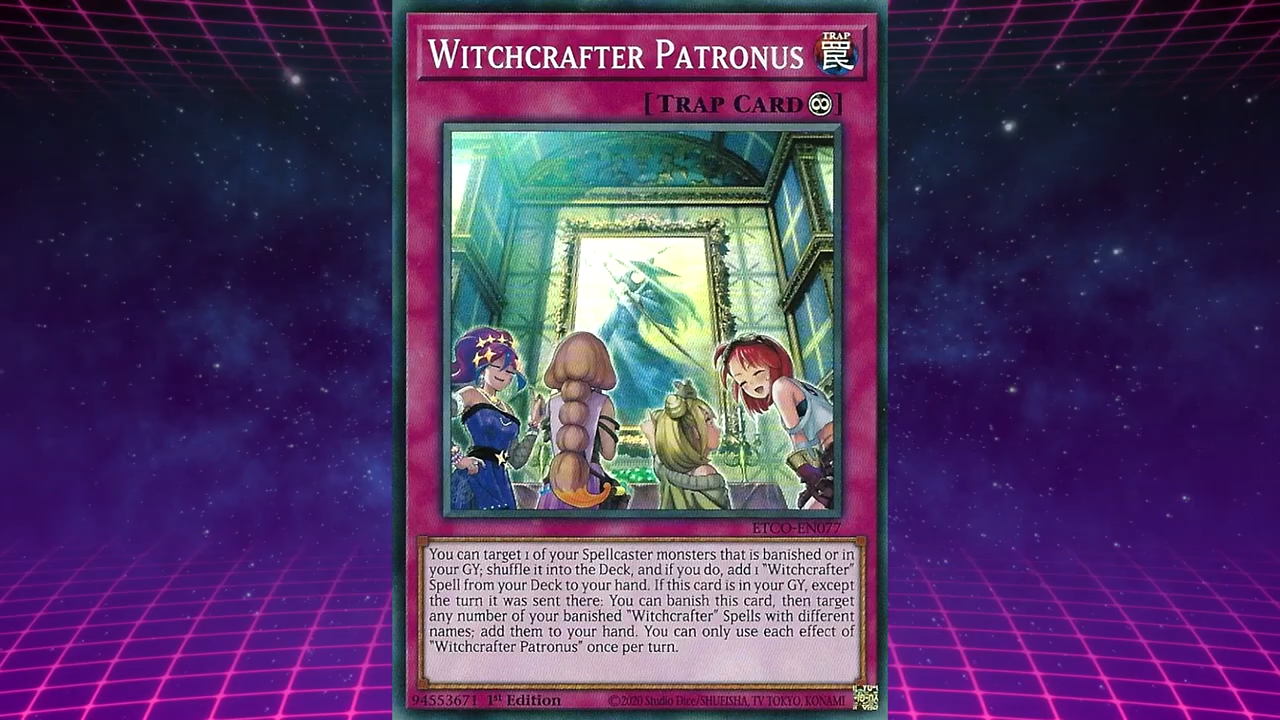 WITCHCRAFTER PATRONUS
TRAP
罠
[TRAP CARD ∞]
ETCO-EN077
You can target 1 of your Spellcaster monsters that is banished or in
your GY; shuffle it into the Deck, and if you do, add 1 "Witchcrafter"
Spell from your Deck to your hand. If this card is in your GY, except
the turn it was sent there: You can banish this card, then target
any number of your banished "Witchcrafter" Spells with different
names; add them to your hand. You can only use each effect of
"Witchcrafter Patronus" once per turn.
94553671 1st Edition ©2020 Studio Dice/SHUEISHA, TV TOKYO, KONAMI